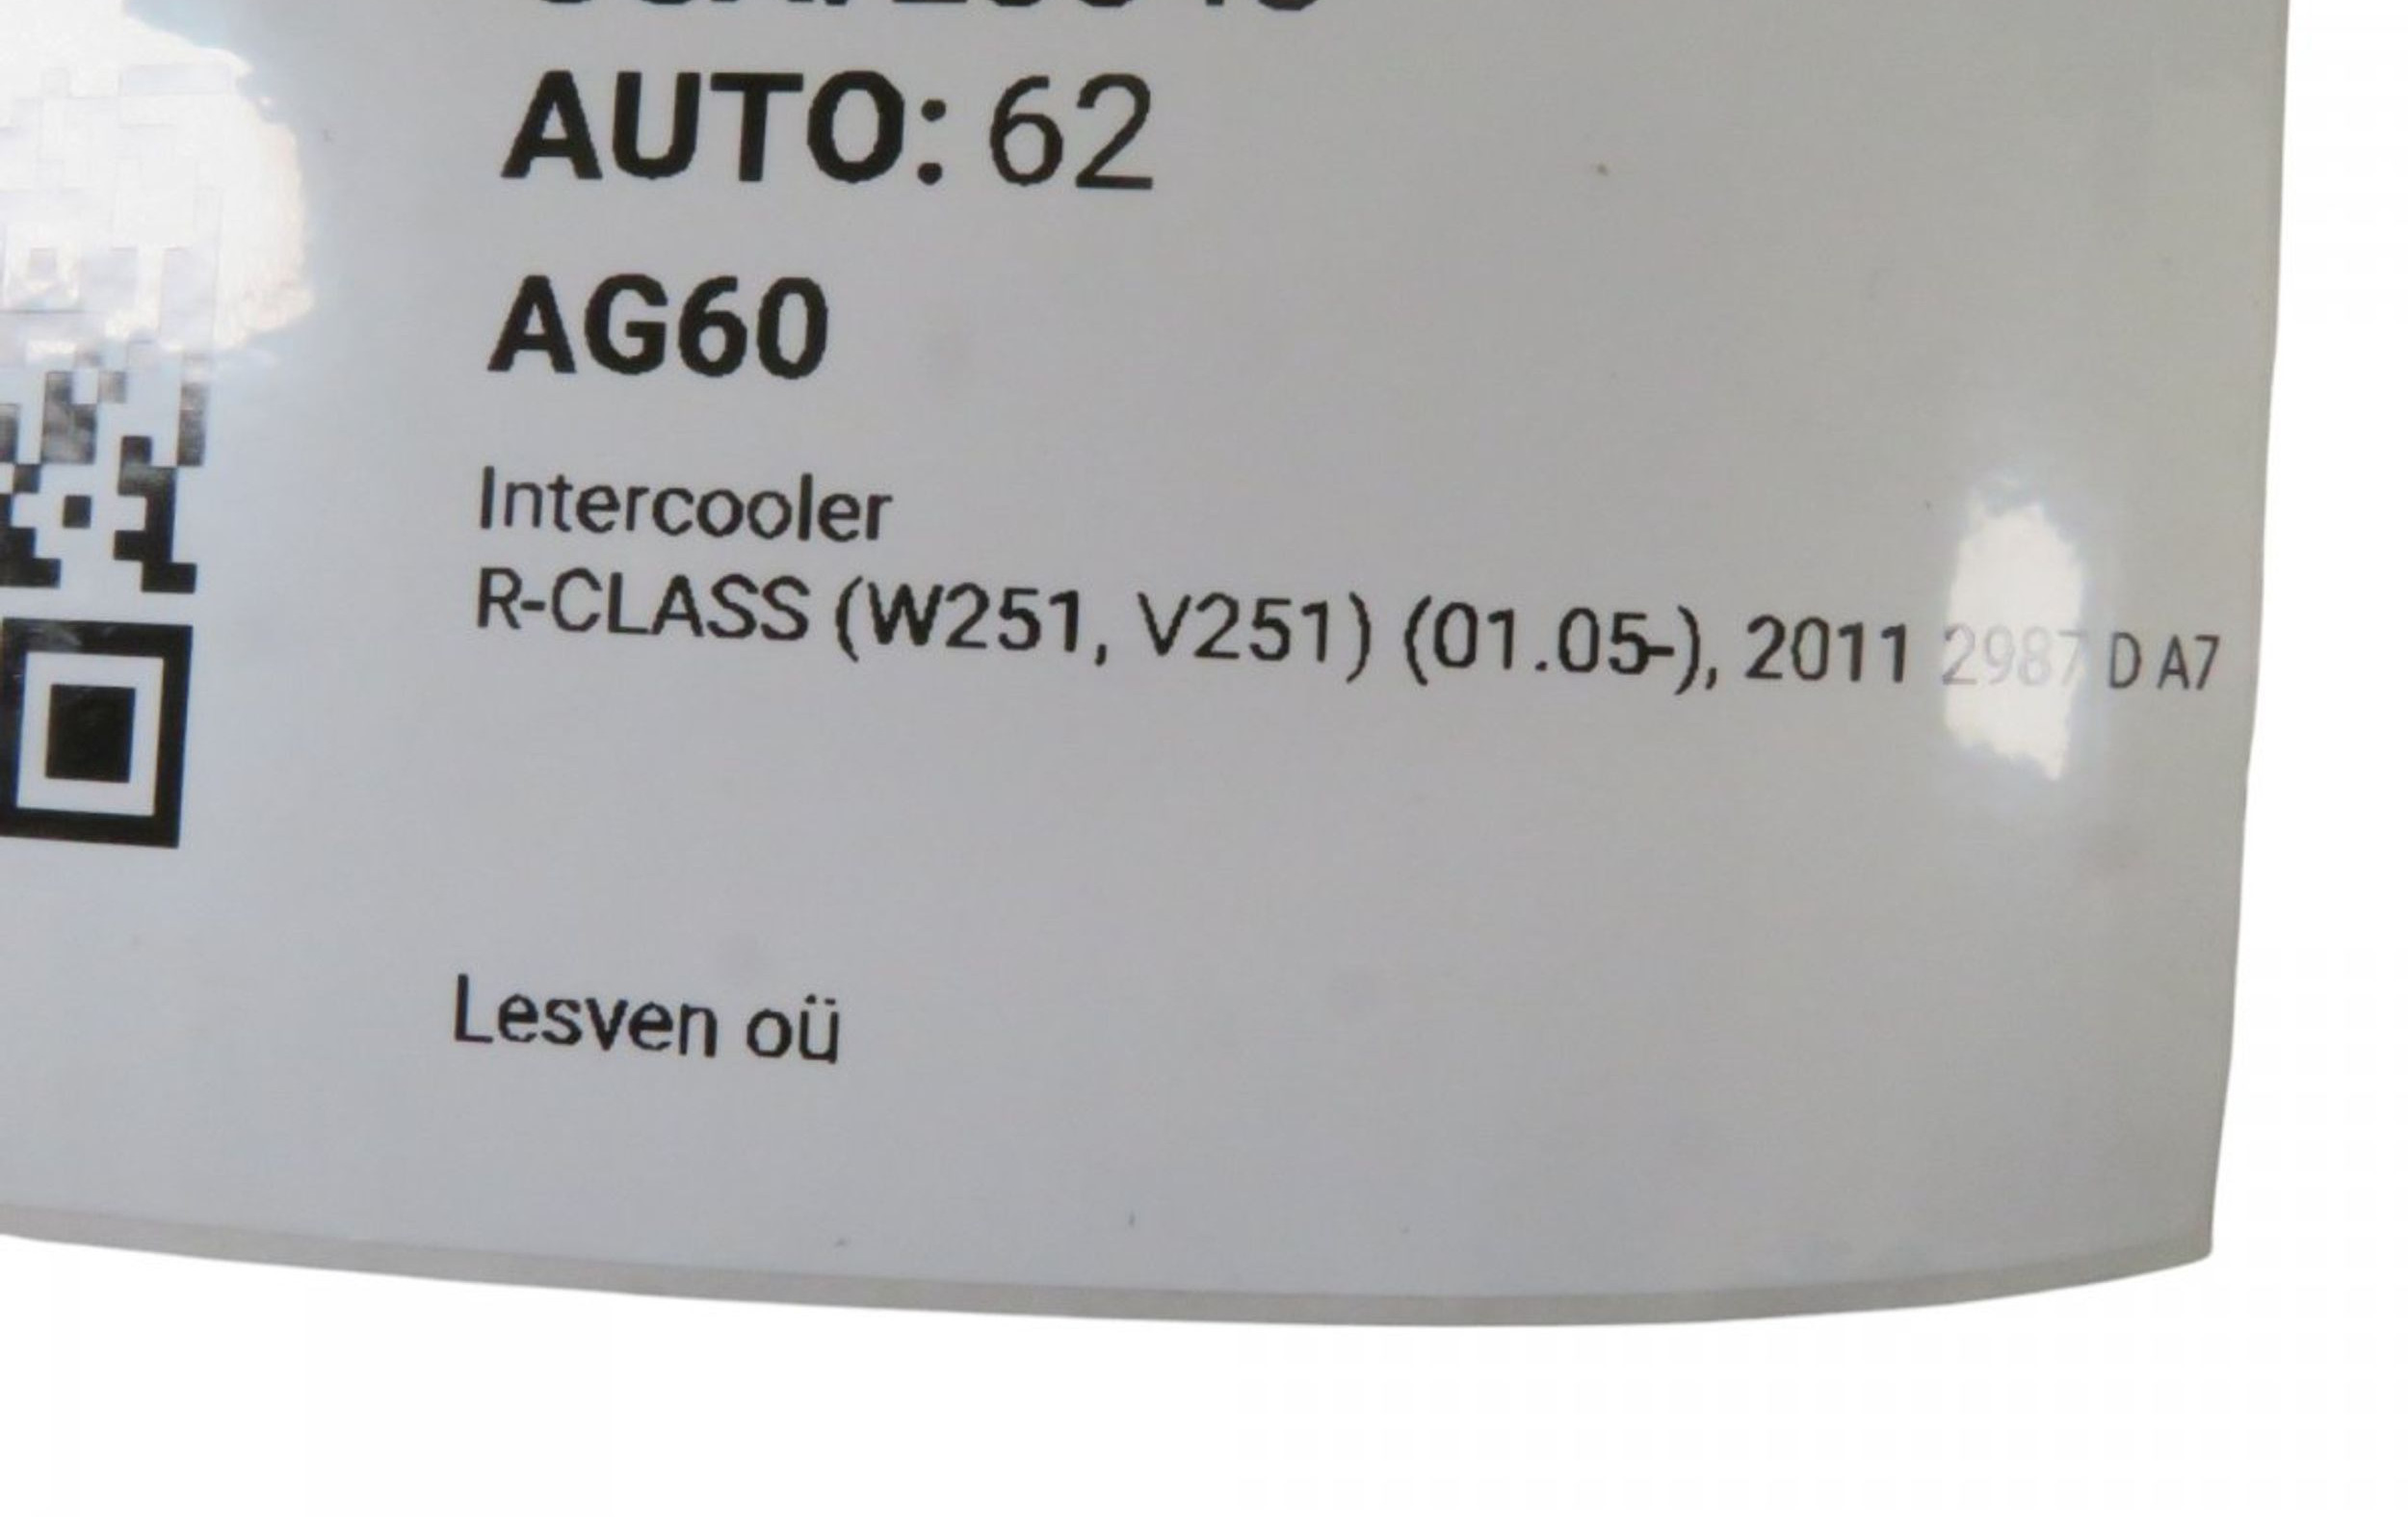 AUTO: 62
AG60
Intercooler
R-CLASS (W251, V251) (01.05-), 2011 2987 D A7
Lesven oü